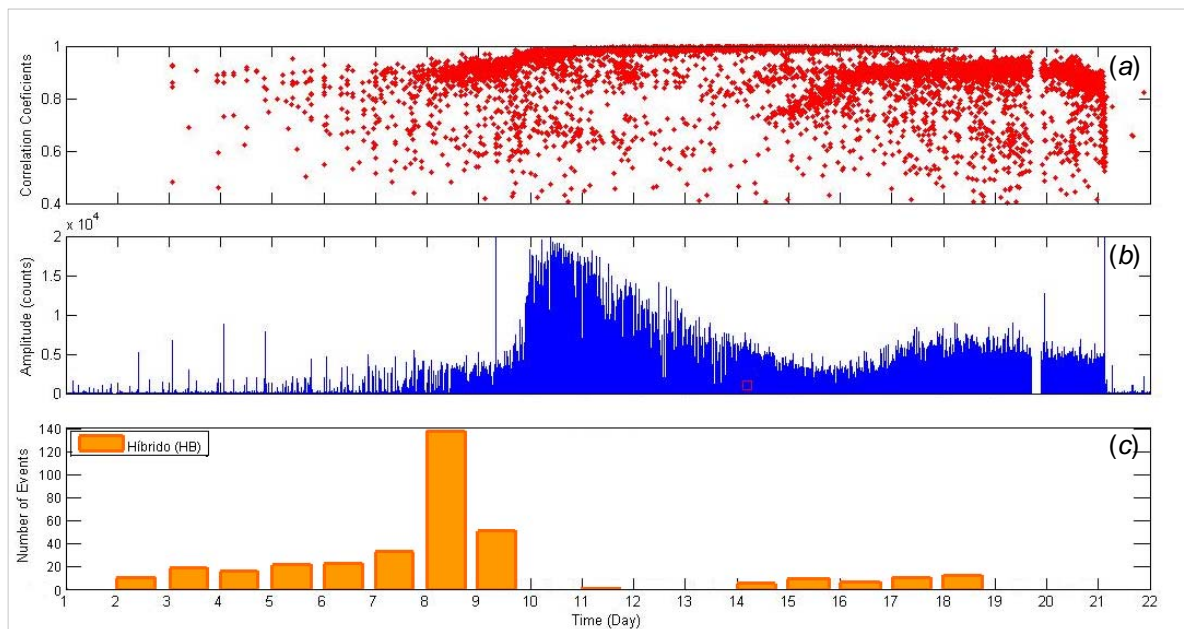 1
(a)
0.8
0.6
0.4
Correlation Coeficients
x 10^4
2
(b)
1.5
1
0.5
0
Amplitude (counts)
140
Híbrido (HB)
(c)
120
100
80
60
40
20
0
Number of Events
1 2 3 4 5 6 7 8 9 10 11 12 13 14 15 16 17 18 19 20 21 22
Time (Day)